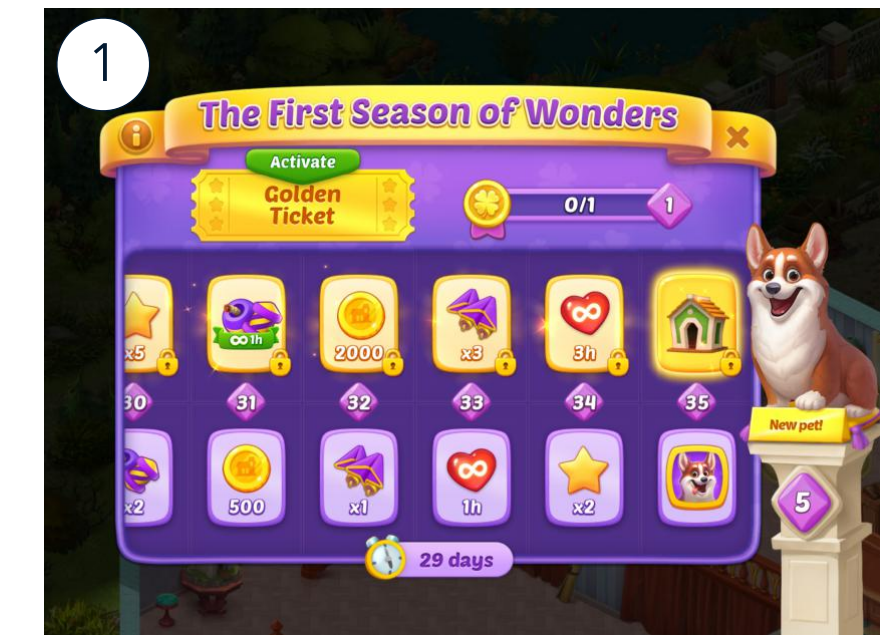 1
The First Season of Wonders
Activate
Golden
Ticket
0/1
1
x5
1h
2000
x3
3h
30
31
32
33
34
35
New pet!
x2
500
x1
1h
x2
5
29 days